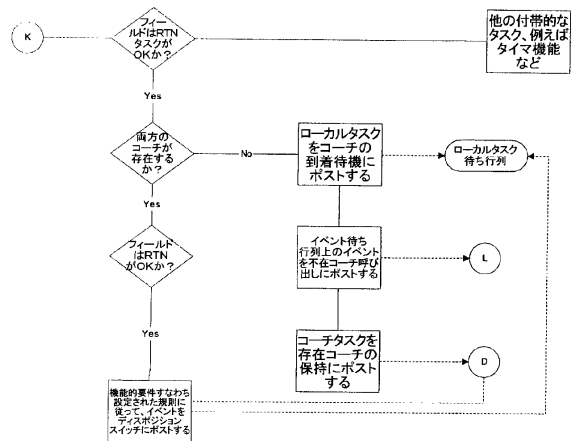 K
フィー
ルドはRTN
タスクが
OKか？
他の付帯的な
タスク、例えば
タイマ機能
など
Yes
両方の
コーチが
存在する
か？
No
ローカルタスク
をコーチの
到着待機に
ポストする
ローカルタスク
待ち行列
Yes
フィールド
はRTN
がOKか？
イベント待ち
行列上のイベント
を不在コーチ呼び
出しにポストする
L
Yes
コーチタスクを
存在コーチの
保持にポスト
する
D
機能的要件すなわち
設定された規則に
従って、イベントを
ディスポジション
スイッチにポストする